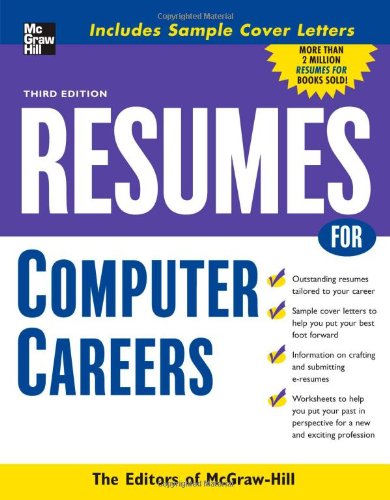 Mc
Graw
Hill
Includes Sample Cover Letters
MORE THAN
2 MILLION
RESUMES FOR
BOOKS SOLD!
THIRD EDITION
RESUMES
FOR
COMPUTER
CAREERS
Outstanding resumes
tailored to your career
Sample cover letters to
help you put your best
foot forward
Information on crafting
and submitting
e-resumes
Worksheets to help
you put your past in
perspective for a new
and exciting profession
The Editors of McGraw-Hill